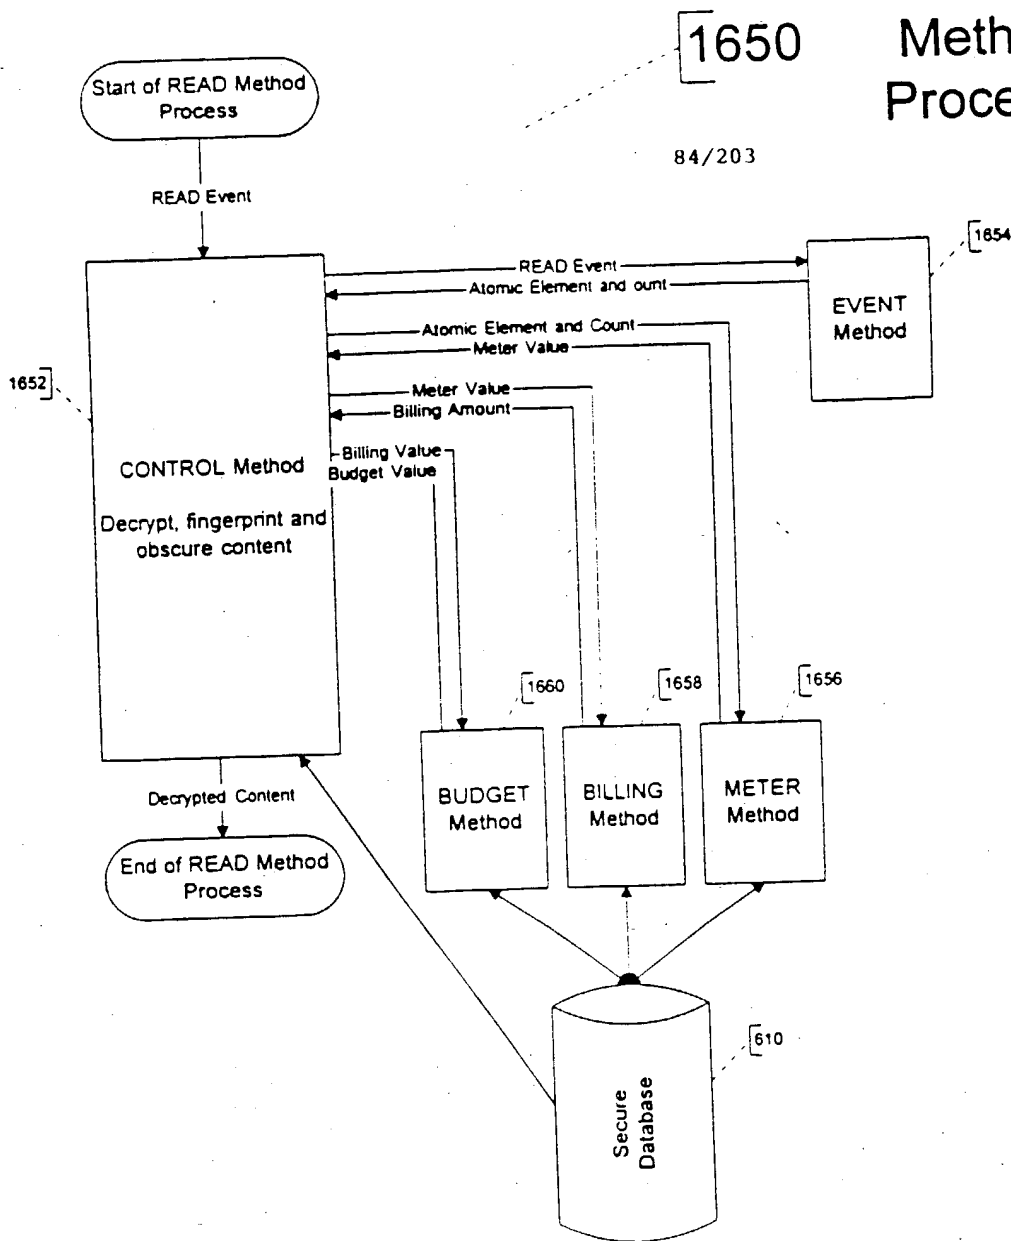 1650 Meth
Proce
84/203
Start of READ Method
Process
READ Event
1654
READ Event
Atomic Element and ount
EVENT
Method
Atomic Element and Count
Meter Value
1652
Meter Value
Billing Amount
Billing Value
Budget Value
CONTROL Method
Decrypt, fingerprint and
obscure content
1660
1658
1656
BUDGET
Method
BILLING
Method
METER
Method
Decrypted Content
End of READ Method
Process
610
Secure
Database